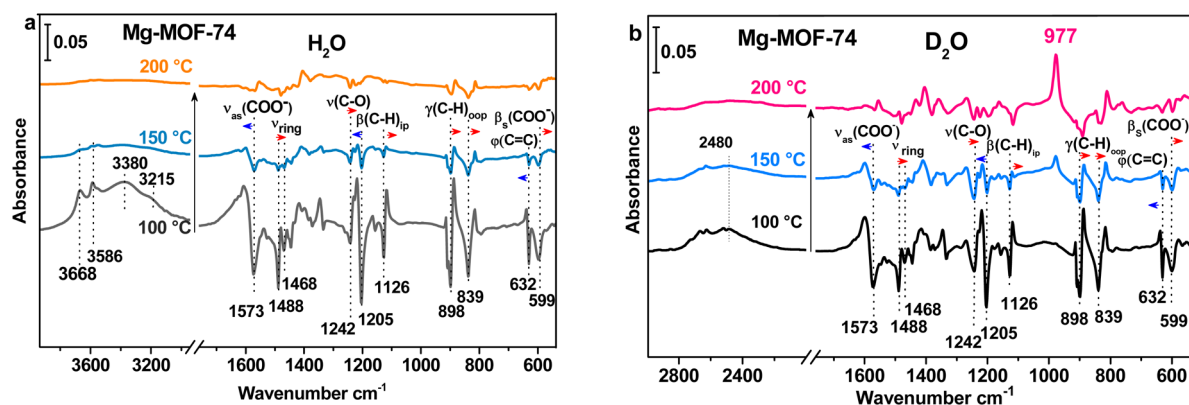 a
0.05
Mg-MOF-74
H₂O
200 °C
νas(COO⁻)
νring
ν(C-O)
β(C-H)ip
γ(C-H)oop
βs(COO⁻)
φ(C=C)
150 °C
3380
3215
100 °C
3586
3668
1573
1488
1468
1242
1205
1126
898
839
632
599
Absorbance
3600 3200 1600 1400 1200 1000 800 600
Wavenumber cm⁻¹
b
0.05
Mg-MOF-74
D₂O
977
200 °C
νas(COO⁻)
νring
ν(C-O)
β(C-H)ip
γ(C-H)oop
βs(COO⁻)
φ(C=C)
2480
150 °C
100 °C
1573
1488
1468
1242
1205
1126
898
839
632
599
Absorbance
2800 2400 1600 1400 1200 1000 800 600
Wavenumber cm⁻¹